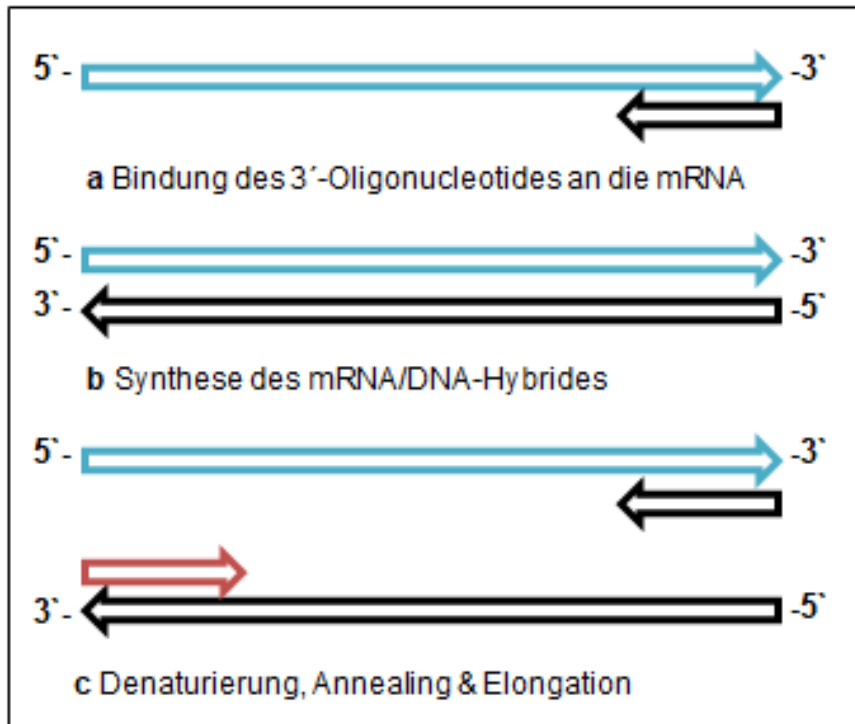 5`- -3`
a Bindung des 3´-Oligonucleotides an die mRNA
5`- -3`
3`- -5`
b Synthese des mRNA/DNA-Hybrides
5`- -3`
3`- -5`
c Denaturierung, Annealing & Elongation